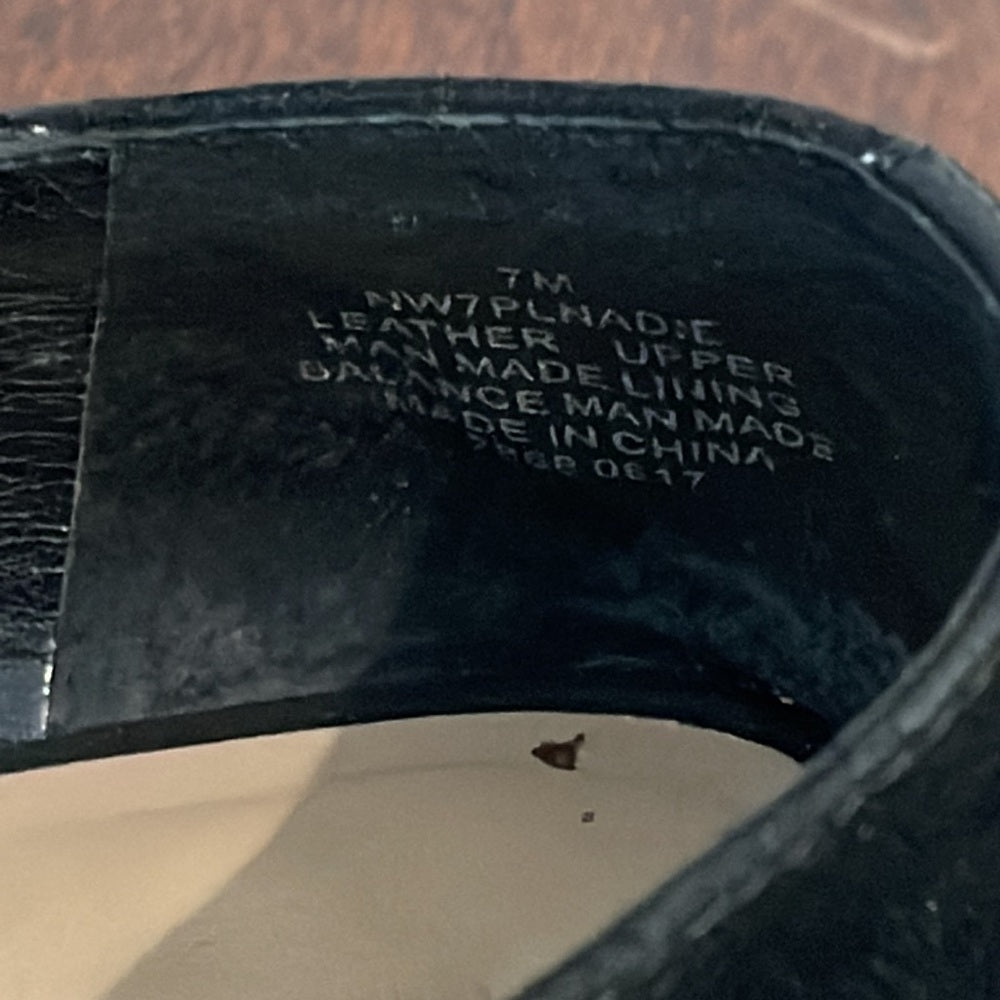 7M
NW7PLNADIE
LEATHER UPPER
MAN MADE LINING
BALANCE MAN MADE
MADE IN CHINA
0617